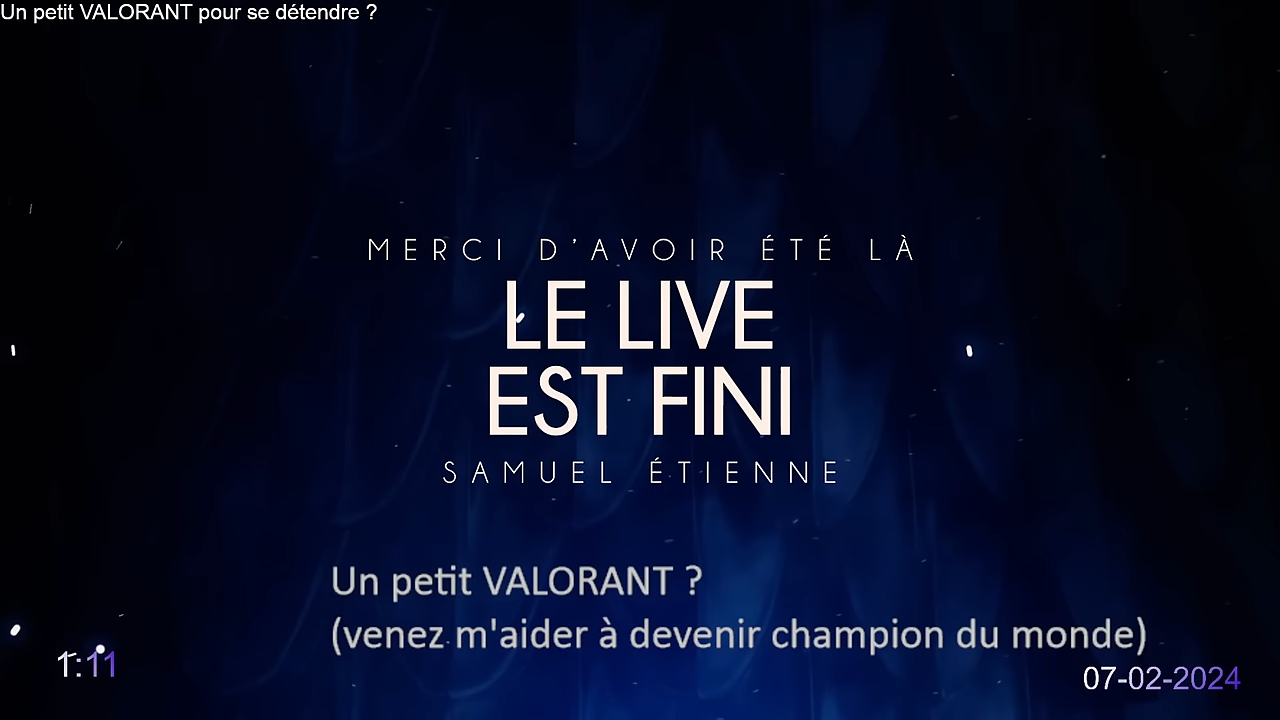 Un petit VALORANT pour se détendre ?
MERCI D'AVOIR ÉTÉ LÀ
LE LIVE
EST FINI
SAMUEL ÉTIENNE
Un petit VALORANT ?
(venez m'aider à devenir champion du monde)
1:11
07-02-2024